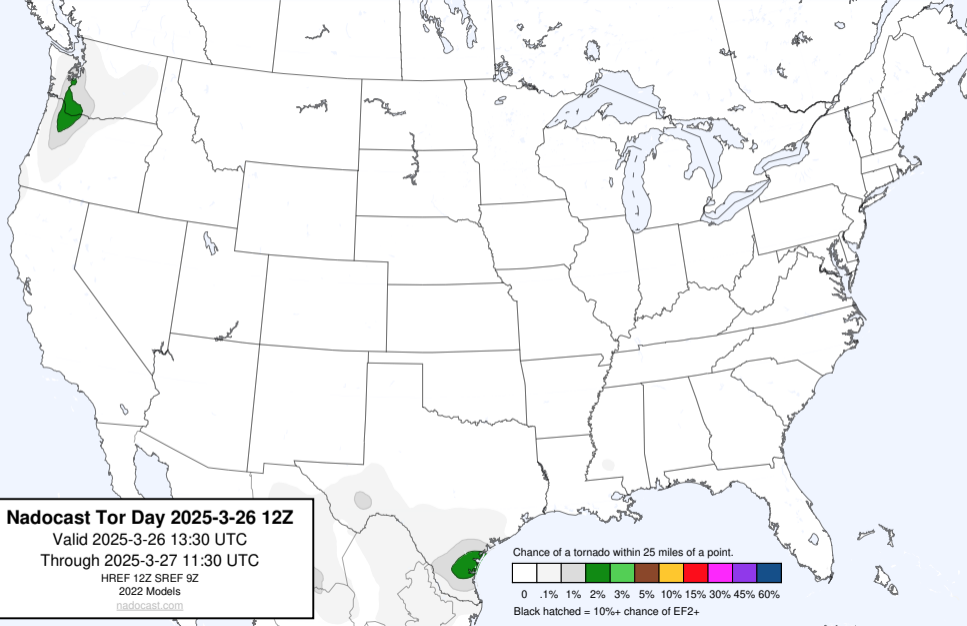 Nadocast Tor Day 2025-3-26 12Z
Valid 2025-3-26 13:30 UTC
Through 2025-3-27 11:30 UTC
HREF 12Z SREF 9Z
2022 Models
nadocast.com
Chance of a tornado within 25 miles of a point.
0 .1% 1% 2% 3% 5% 10% 15% 30% 45% 60%
Black hatched = 10%+ chance of EF2+